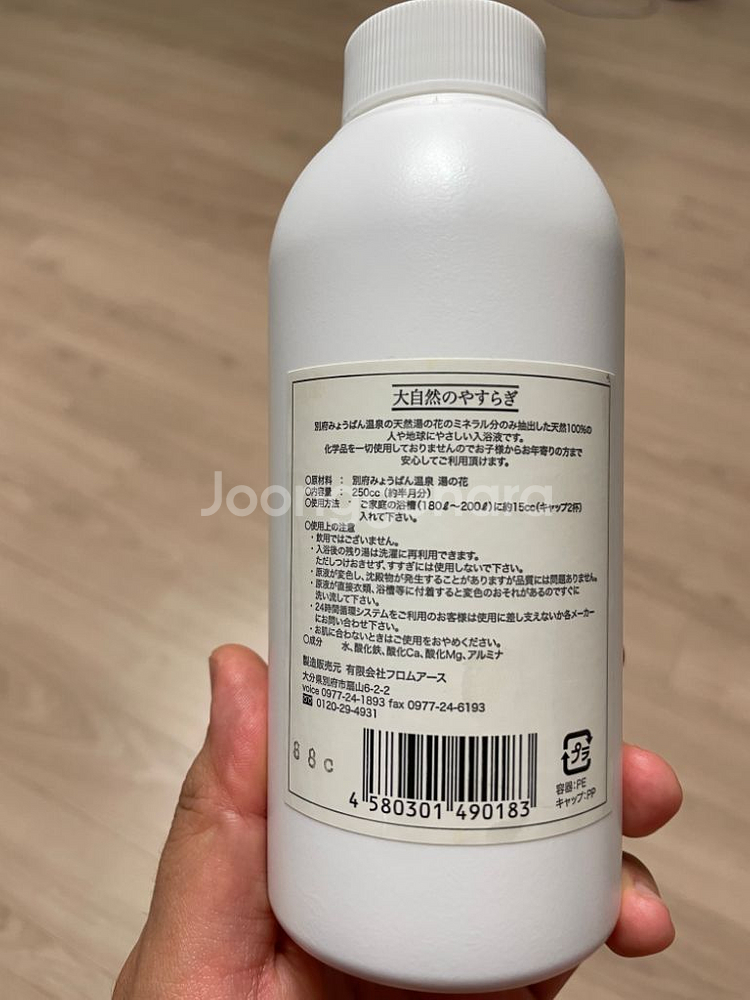 大自然のやすらぎ
別府みょうばん温泉の天然湯の花のミネラル分のみ抽出した天然100%の
人や地球にやさしい入浴液です。
化学品を一切使用しておりませんのでお子様からお年寄りの方まで
安心してご利用頂けます。
○原材料： 別府みょうばん温泉 湯の花
○内容量： 250cc（約半月分）
○使用方法： ご家庭の浴槽(180ℓ〜200ℓ)に約15cc(キャップ2杯)
入れて下さい。
Joonggonara
○使用上の注意
・飲用ではございません。
・入浴後の残り湯は洗濯に再利用できます。
ただしつけおきせず、すすぎには使用しないで下さい。
・原液が変色し、沈殿物が発生することがありますが品質には問題ありません。
・原液が直接衣類、浴槽等に付着すると変色のおそれがあるのですぐに
洗い流して下さい。
・24時間循環システムをご利用のお客様は使用に差し支えないか各メーカー
にお問い合わせ下さい。
・お肌に合わないときはご使用をおやめください。
○成分 水、酸化鉄、酸化Ca、酸化Mg、アルミナ
製造販売元 有限会社フロムアース
大分県別府市扇山6-2-2
voice 0977-24-1893 fax 0977-24-6193
0120-29-4931
88c
4 580301 490183
プラ
容器：PE
キャップ：PP